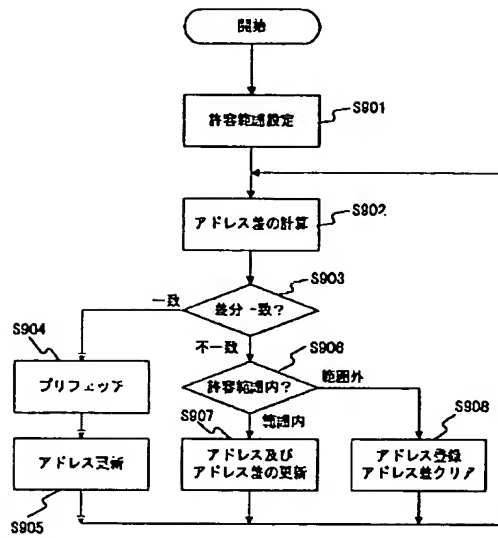 開始
許容範囲設定
S901
アドレス差の計算
S902
差分一致?
S903
一致
不一致
S904
プリフェッチ
許容範囲内?
S906
範囲外
範囲内
アドレス更新
S905
S907
アドレス及び
アドレス差の更新
S908
アドレス登録
アドレス差クリア